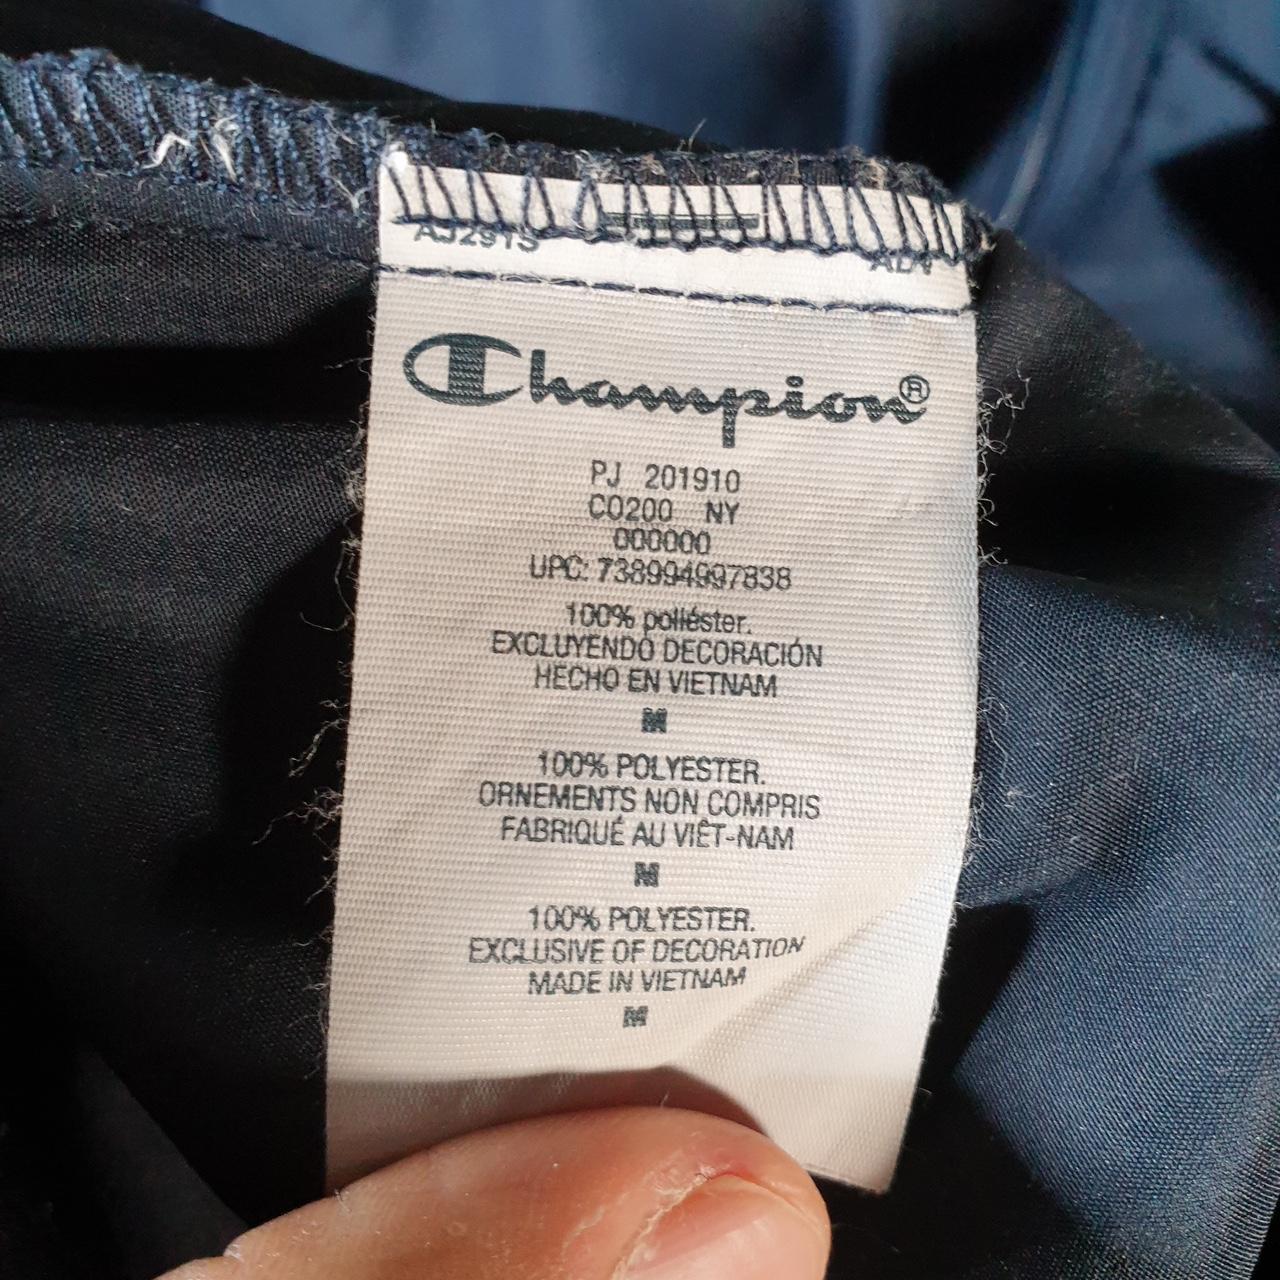 Champion®
PJ 201910
CO200 NY
000000
UPC: 738994997838
100% poliéster.
EXCLUYENDO DECORACIÓN
HECHO EN VIETNAM
M
100% POLYESTER.
ORNEMENTS NON COMPRIS
FABRIQUÉ AU VIÊT-NAM
M
100% POLYESTER.
EXCLUSIVE OF DECORATION
MADE IN VIETNAM
M